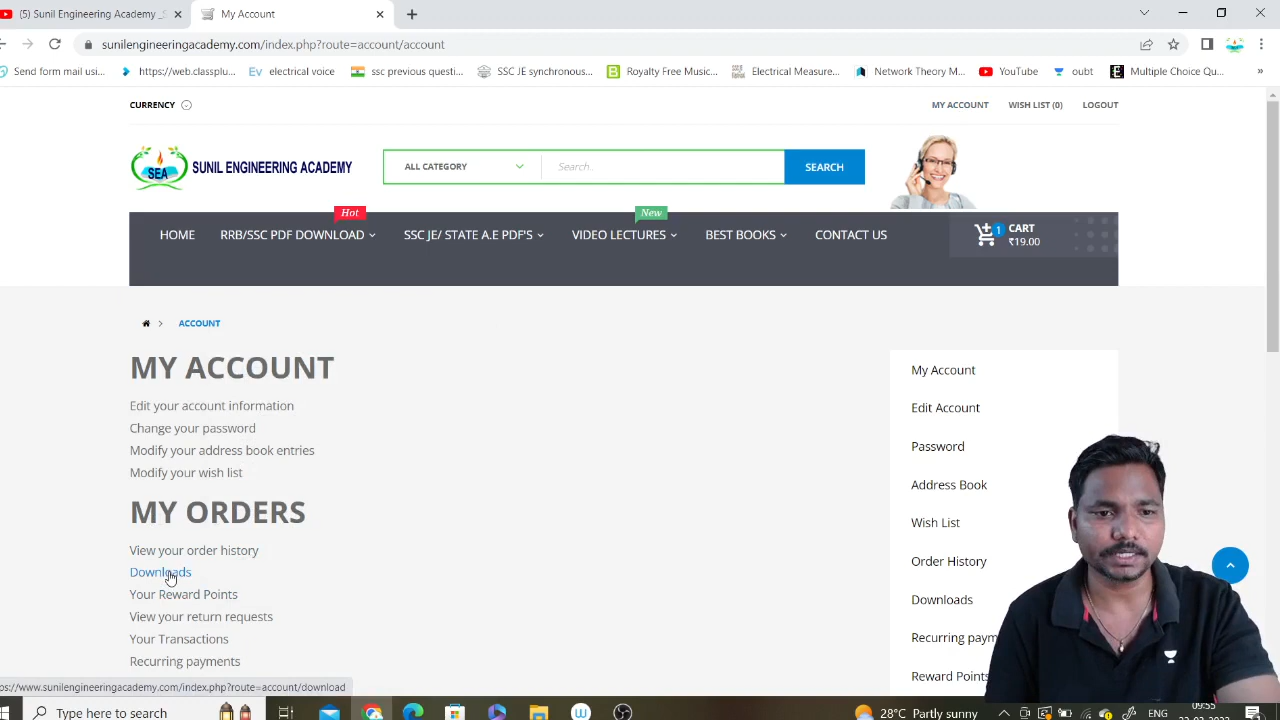 (5) Sunil Engineering Academy
My Account
sunilengineeringacademy.com/index.php?route=account/account
Send form mail usi...
https://web.classplu...
Ev electrical voice
ssc previous questi...
SSC JE synchronous...
Royalty Free Music...
Electrical Measure...
Network Theory M...
YouTube
oubt
Multiple Choice Qu...
»
CURRENCY
MY ACCOUNT
WISH LIST (0)
LOGOUT
SEA
SUNIL ENGINEERING ACADEMY
ALL CATEGORY
Search..
SEARCH
Hot
New
HOME
RRB/SSC PDF DOWNLOAD
SSC JE/ STATE A.E PDF'S
VIDEO LECTURES
BEST BOOKS
CONTACT US
1
CART
₹19.00
ACCOUNT
MY ACCOUNT
Edit your account information
Change your password
Modify your address book entries
Modify your wish list
MY ORDERS
View your order history
Downloads
Your Reward Points
View your return requests
Your Transactions
Recurring payments
My Account
Edit Account
Password
Address Book
Wish List
Order History
Downloads
Recurring paym
Reward Points
ps://www.sunilengineeringacademy.com/index.php?route=account/download
Type here to search
28°C Partly sunny
ENG
09:55